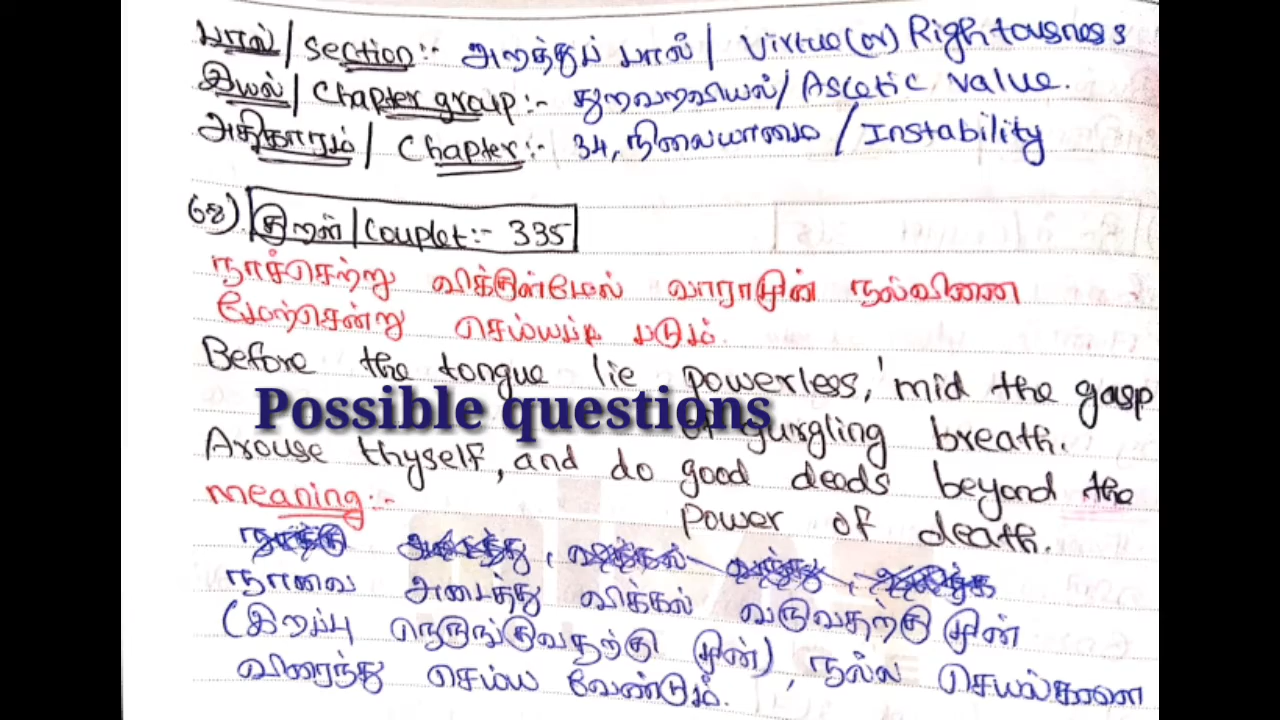 பால் / Section :- அறத்துப் பால் / Virtue (or) Rightousness
இயல் / Chapter group :- துறவறவியல் / Ascetic Value.
அதிகாரம் / Chapter :- 34, நிலையாமை / Instability
68) குறள் / Couplet :- 335
நாச்செற்று விக்குள்மேல் வாராமுன் நல்வினை
மேற்சென்று செய்யப் படும்.
Before the tongue lie powerless, 'mid the gasp
of gurgling breath.
Possible questions
Arouse thyself, and do good deeds beyond the
power of death.
meaning :-
நாவை அடைத்து விக்கல் வருவதற்கு முன்
(இறப்பு நெருங்குவதற்கு முன்), நல்ல செயல்களை
விரைந்து செய்ய வேண்டும்.